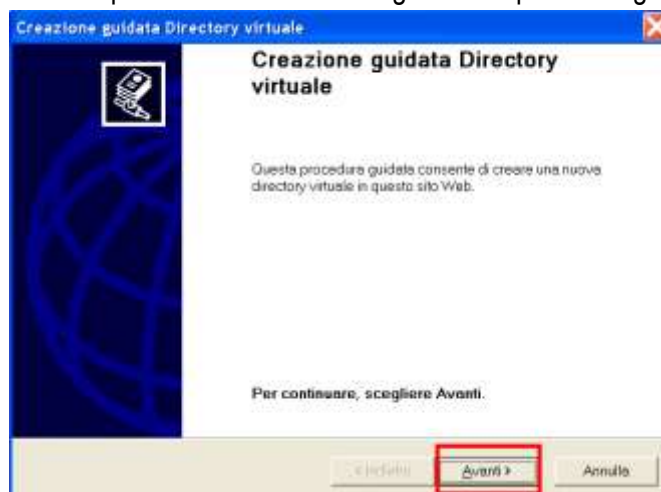 Creazione guidata Directory virtuale
Creazione guidata Directory
virtuale
Questa procedura guidata consente di creare una nuova
directory virtuale in questo sito Web.
Per continuare, scegliere Avanti.
< Indietro Avanti > Annulla